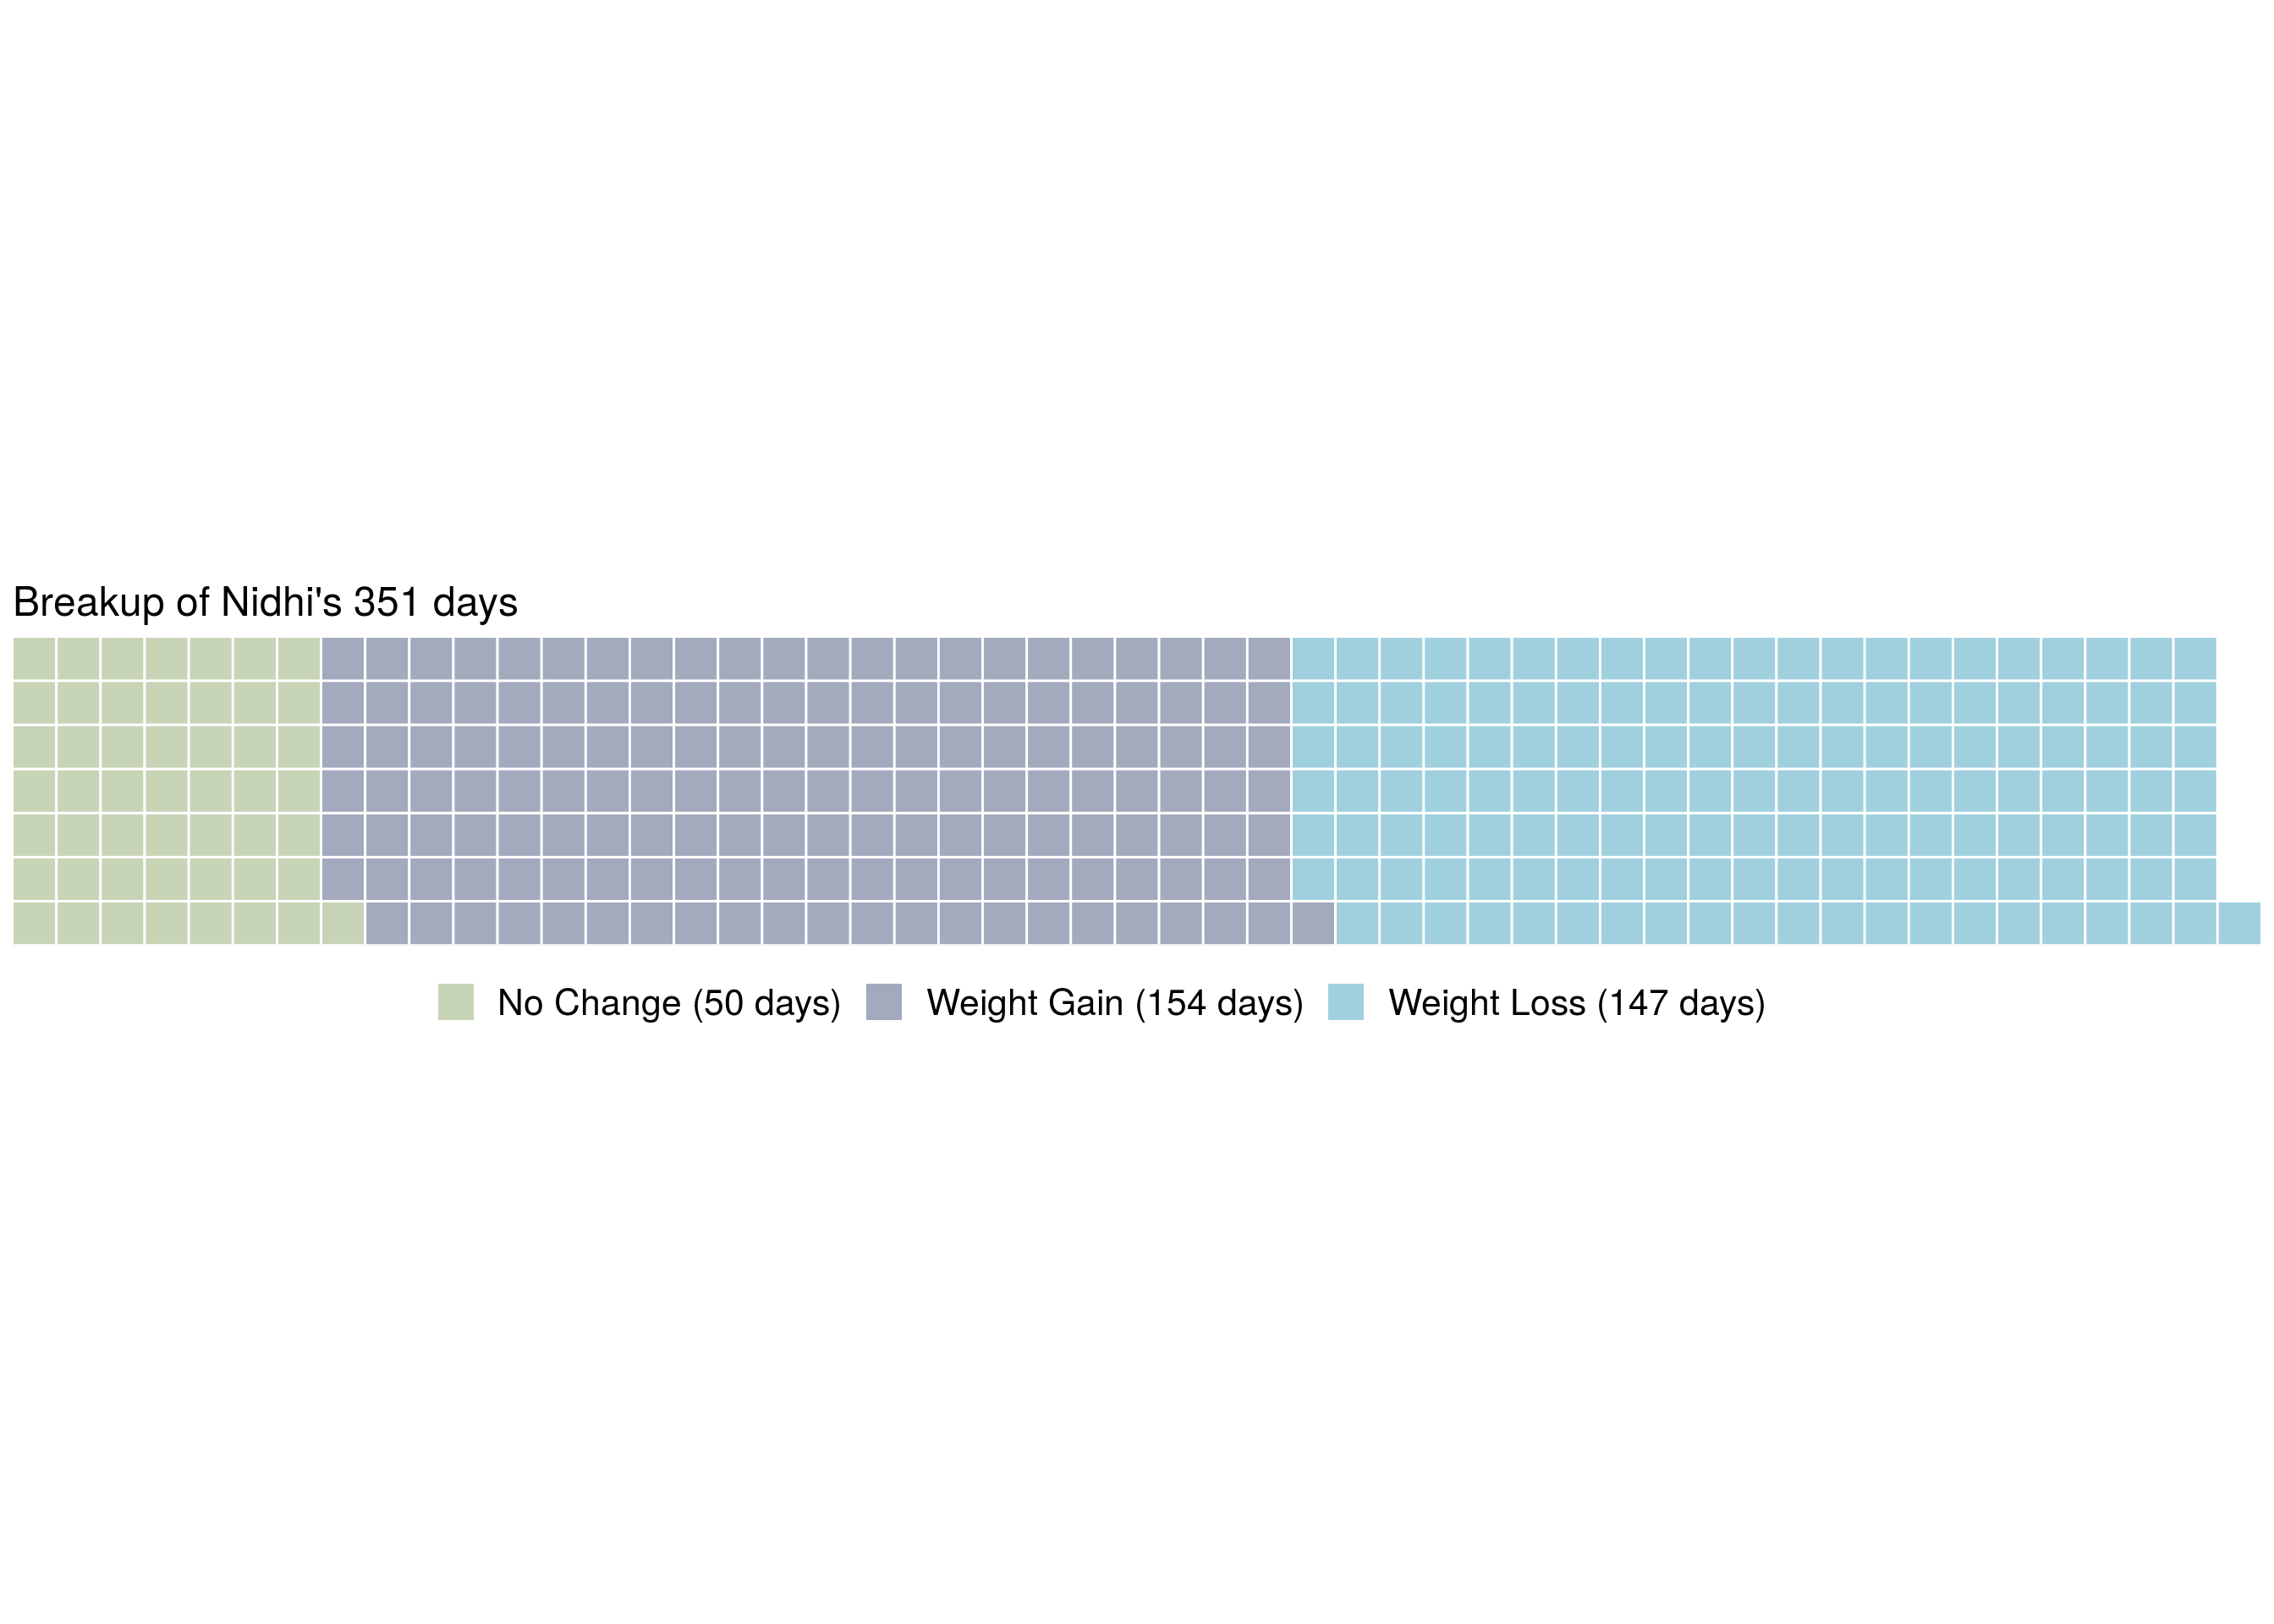 Breakup of Nidhi's 351 days
No Change (50 days) Weight Gain (154 days) Weight Loss (147 days)